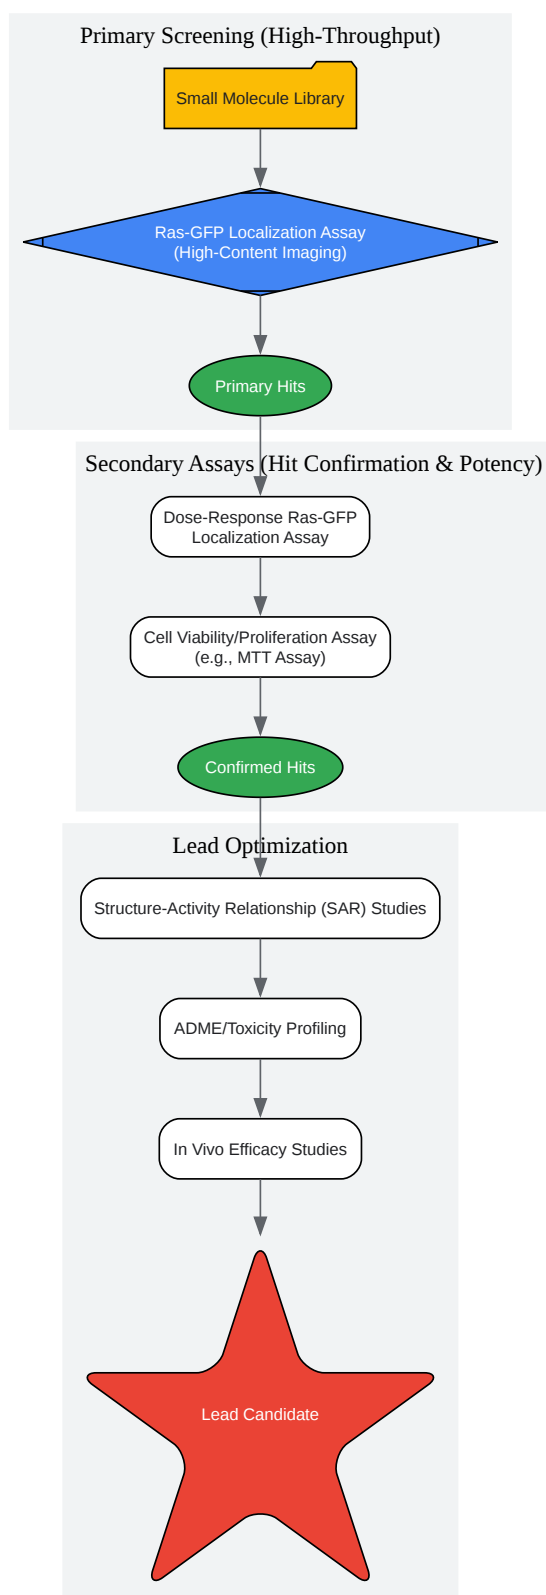 Primary Screening (High-Throughput)
Small Molecule Library
Ras-GFP Localization Assay
(High-Content Imaging)
Primary Hits
Secondary Assays (Hit Confirmation & Potency)
Dose-Response Ras-GFP
Localization Assay
Cell Viability/Proliferation Assay
(e.g., MTT Assay)
Confirmed Hits
Lead Optimization
Structure-Activity Relationship (SAR) Studies
ADME/Toxicity Profiling
In Vivo Efficacy Studies
Lead Candidate